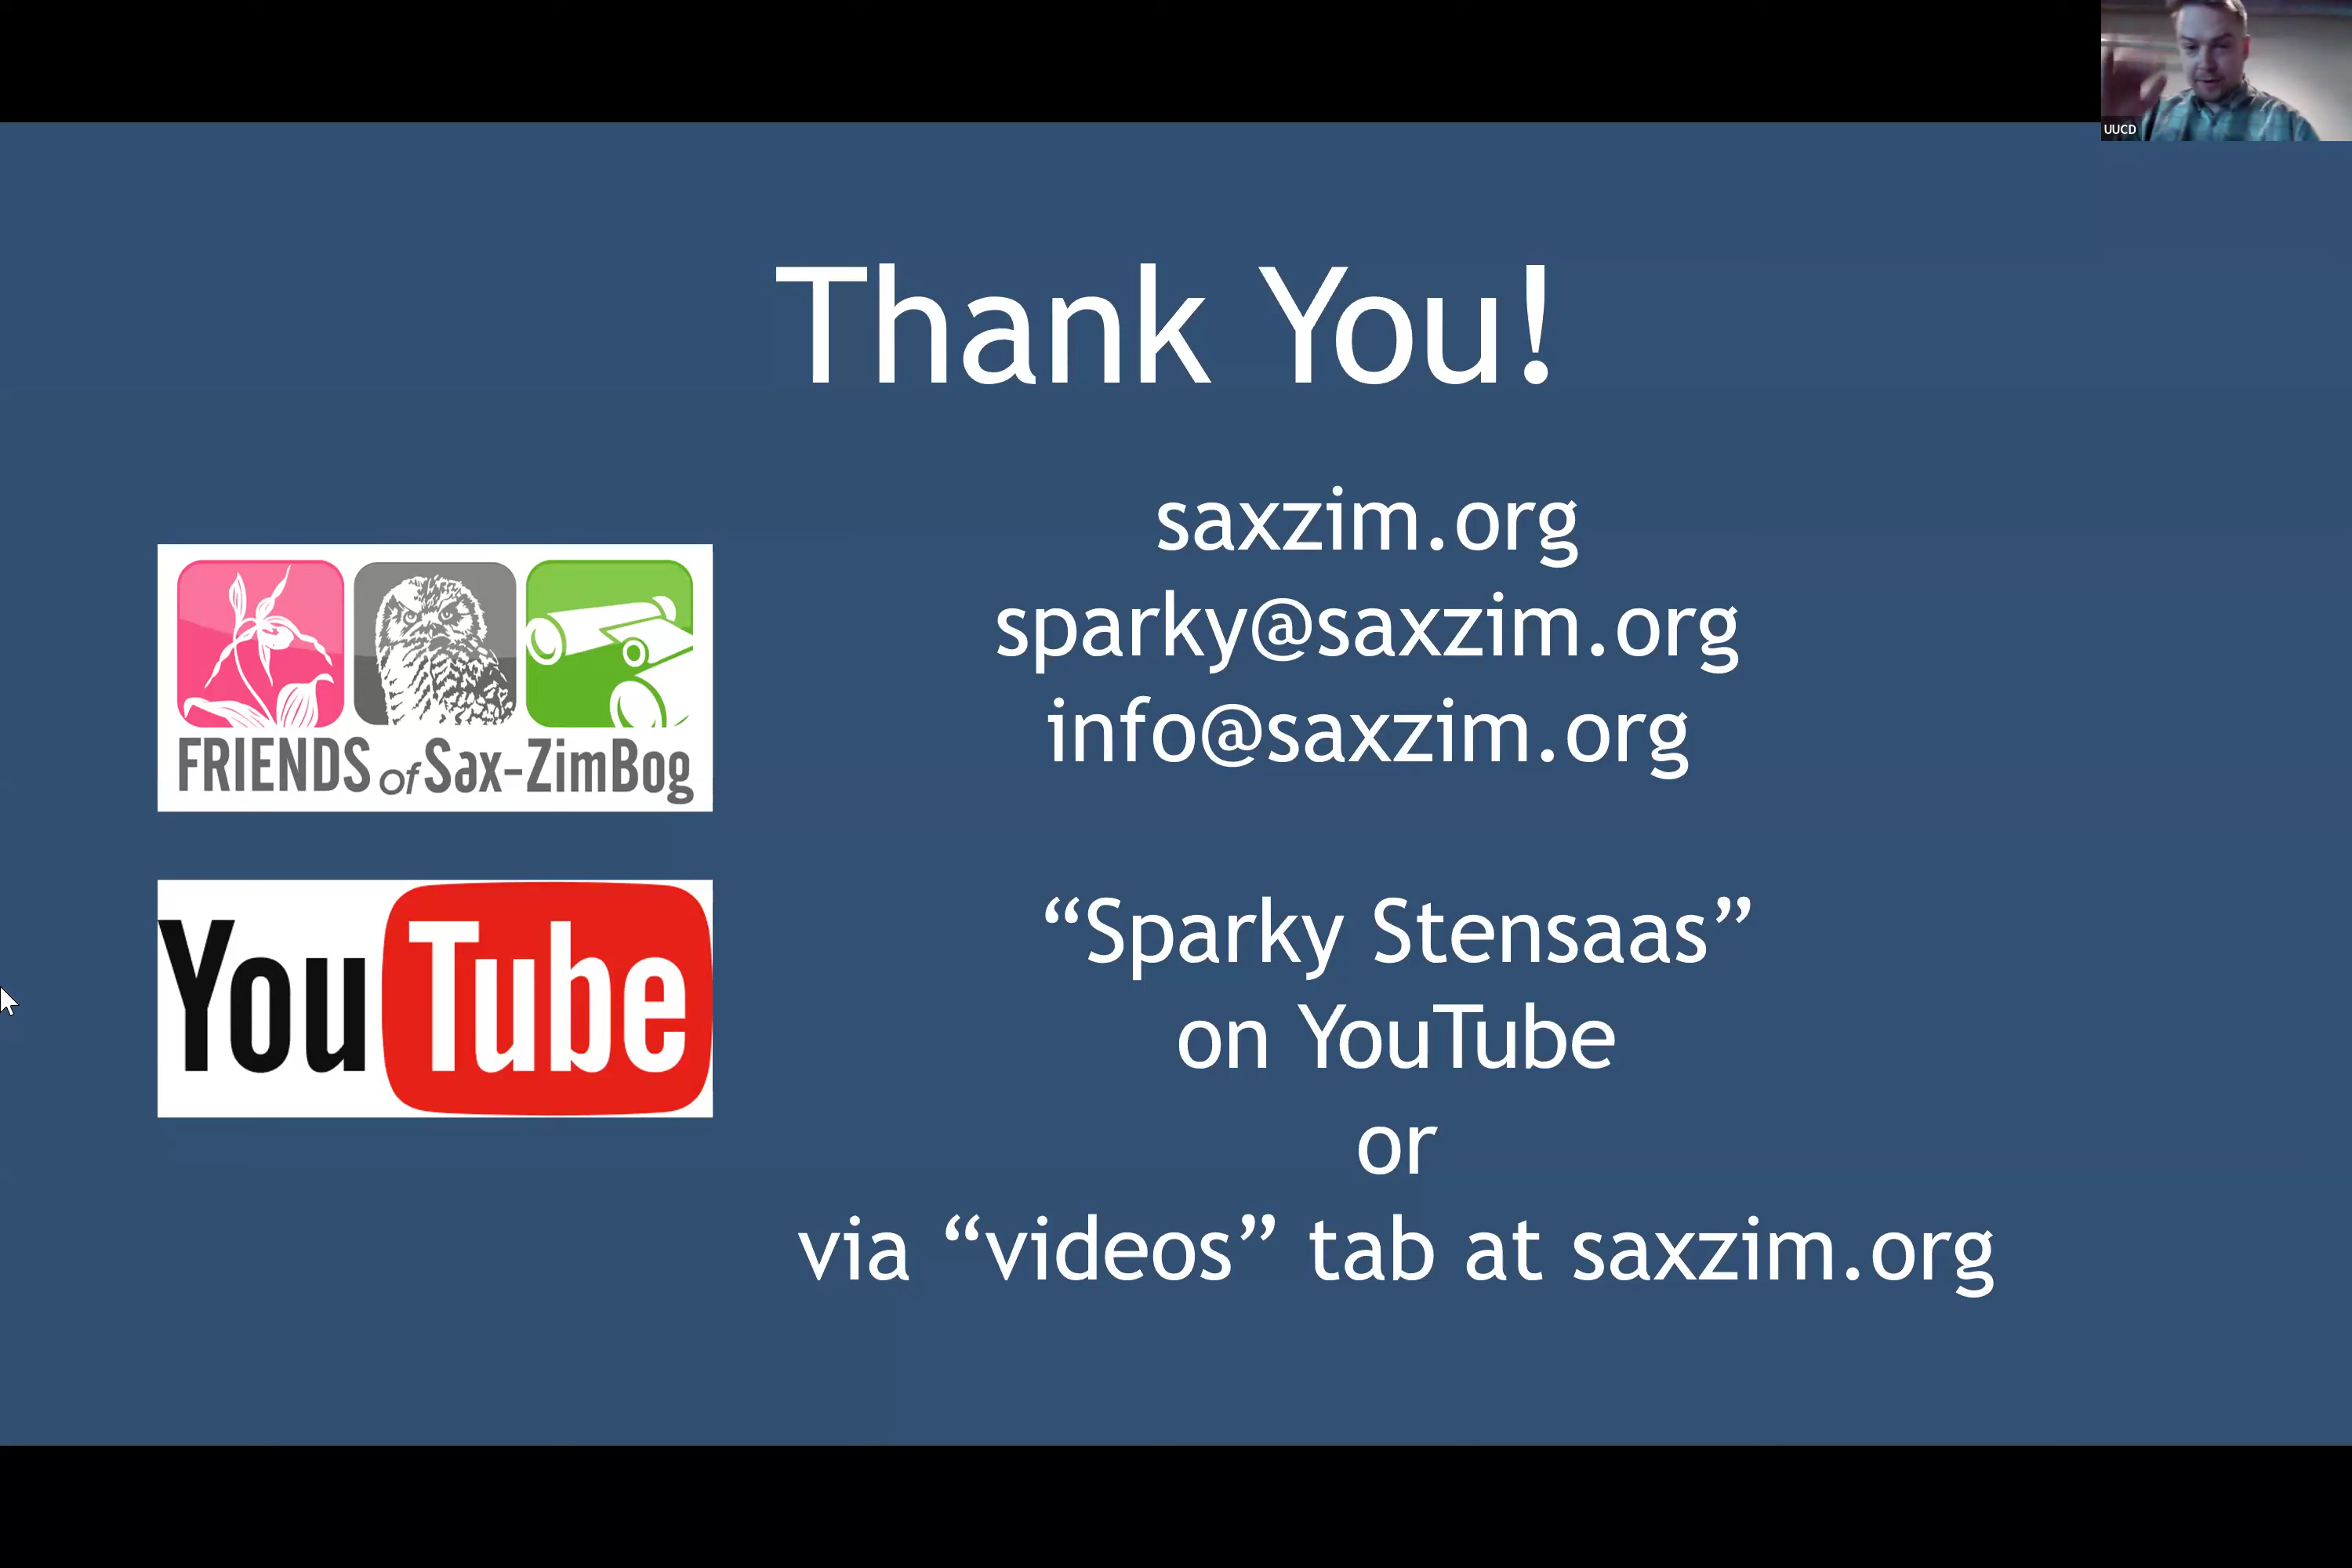 UUCD
Thank You!
saxzim.org
sparky@saxzim.org
info@saxzim.org
FRIENDS of Sax-Zim Bog
YouTube
“Sparky Stensaas”
on YouTube
or
via “videos” tab at saxzim.org